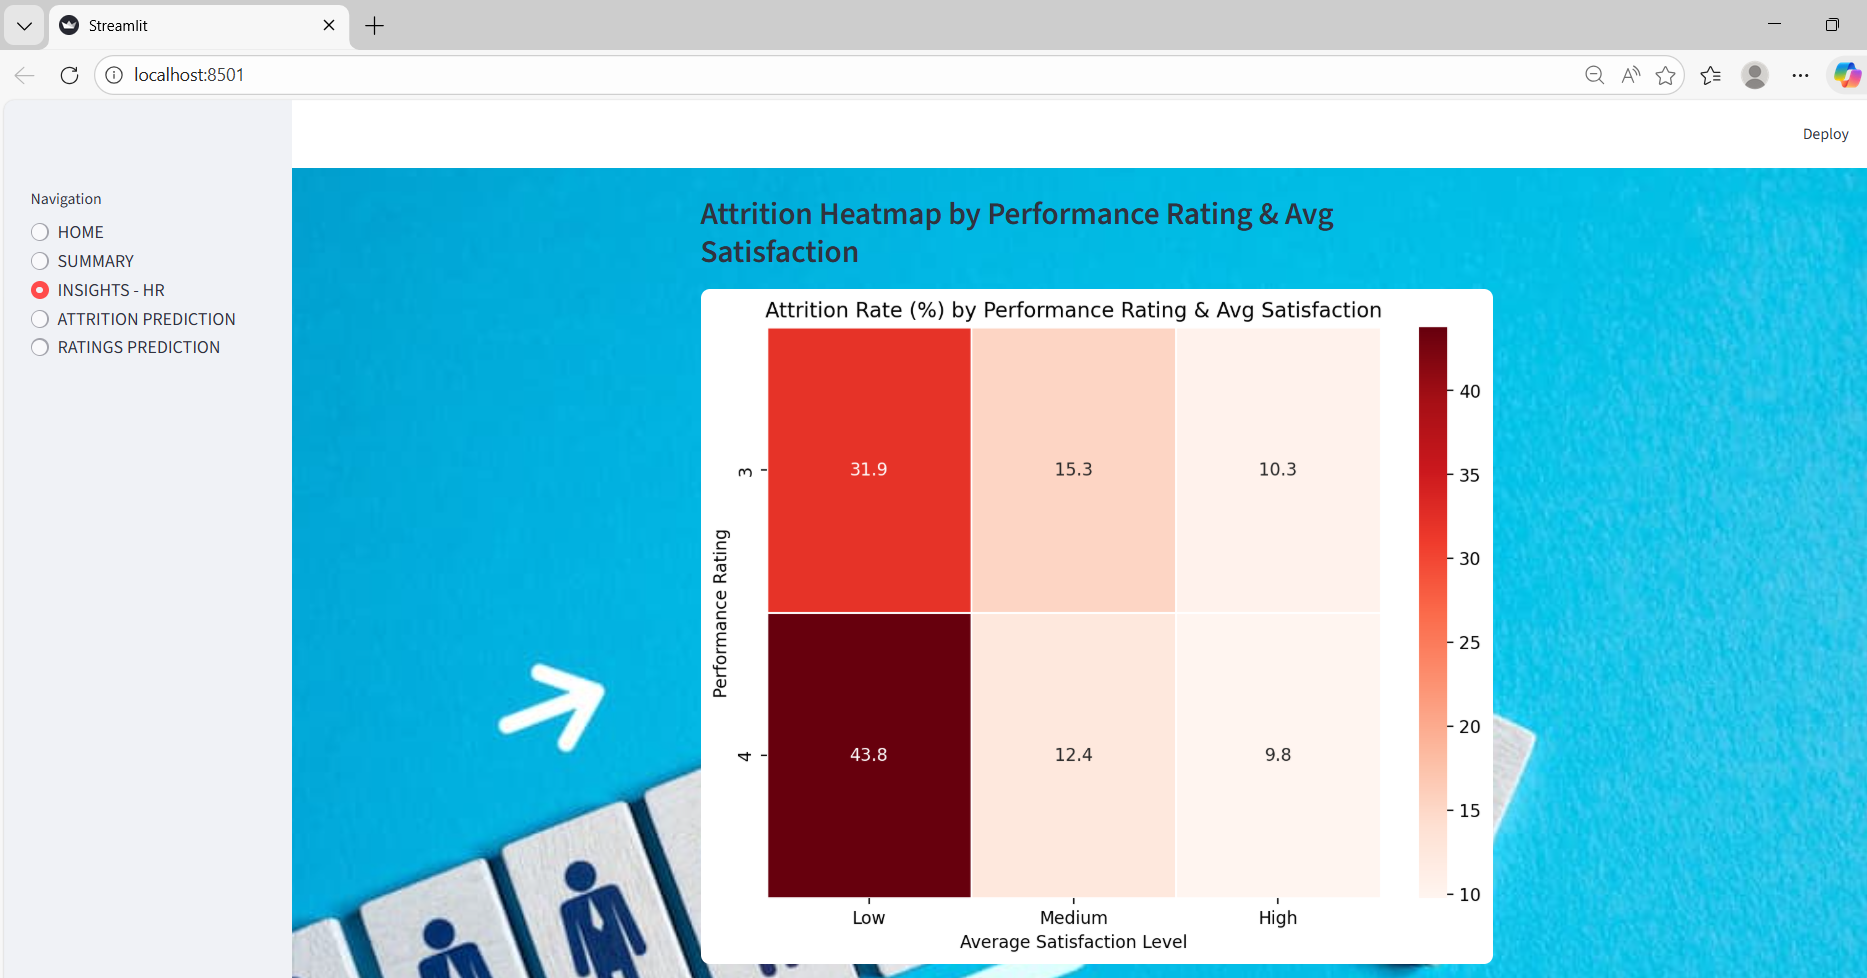 Streamlit
localhost:8501
Deploy
Navigation
HOME
SUMMARY
INSIGHTS - HR
ATTRITION PREDICTION
RATINGS PREDICTION
Attrition Heatmap by Performance Rating & Avg
Satisfaction
Attrition Rate (%) by Performance Rating & Avg Satisfaction
Performance Rating
3
31.9
15.3
10.3
4
43.8
12.4
9.8
Low
Medium
High
Average Satisfaction Level
40
35
30
25
20
15
10